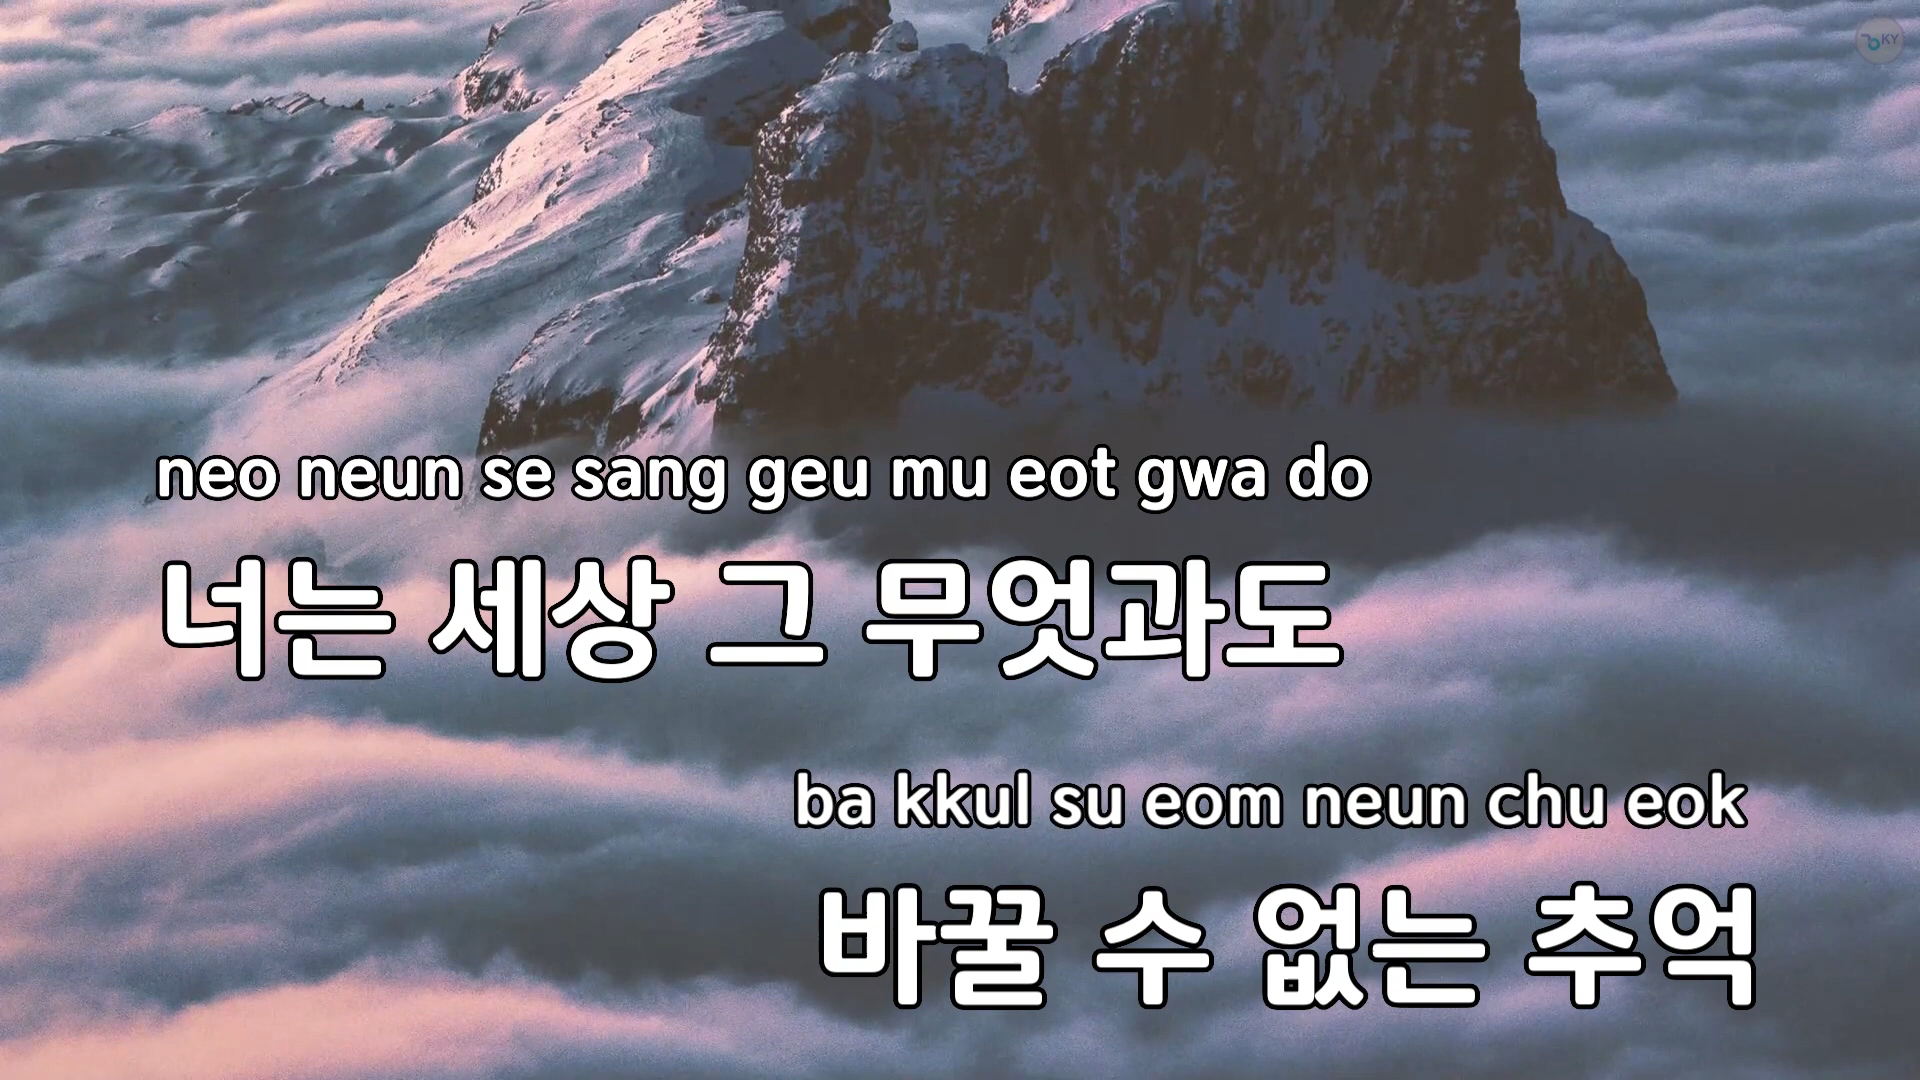 KY
neo neun se sang geu mu eot gwa do
너는 세상 그 무엇과도
ba kkul su eom neun chu eok
바꿀 수 없는 추억